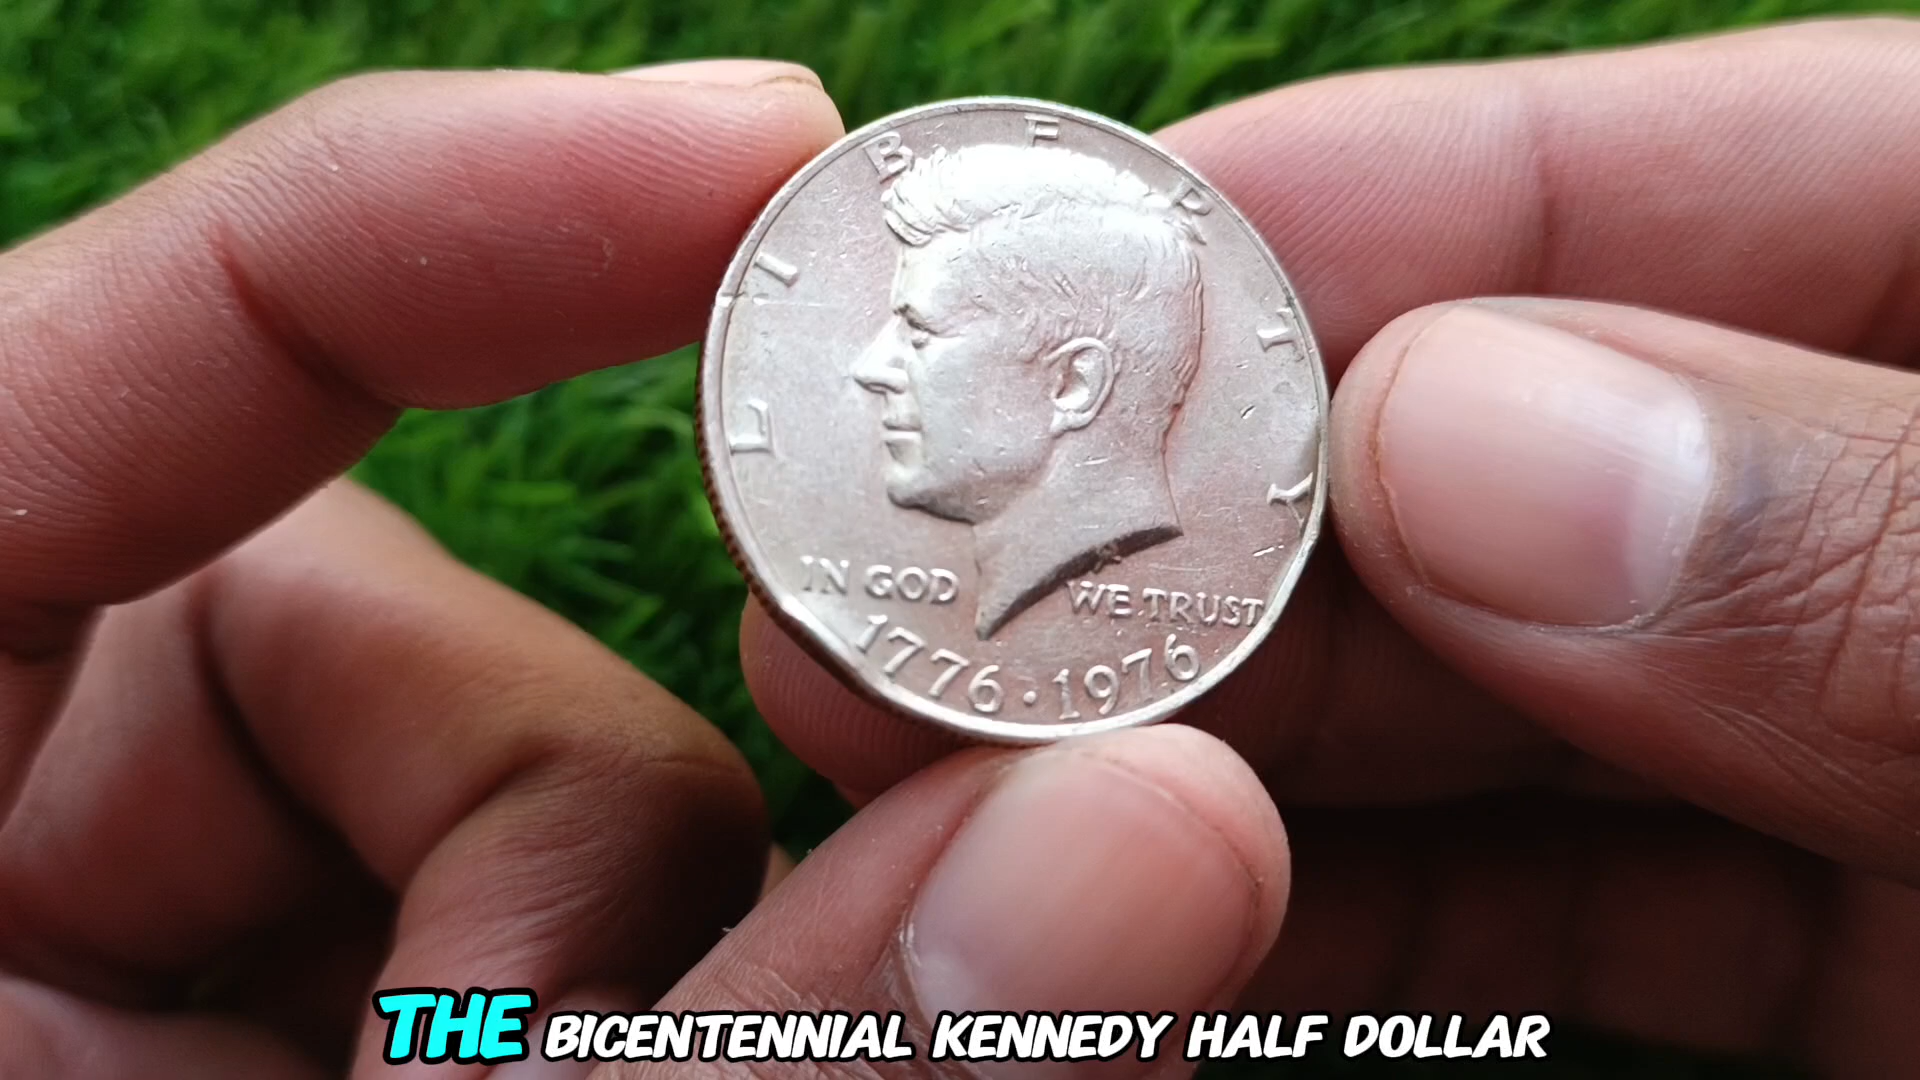 LIBERTY
IN GOD WE TRUST
1776 · 1976
THE BICENTENNIAL KENNEDY HALF DOLLAR